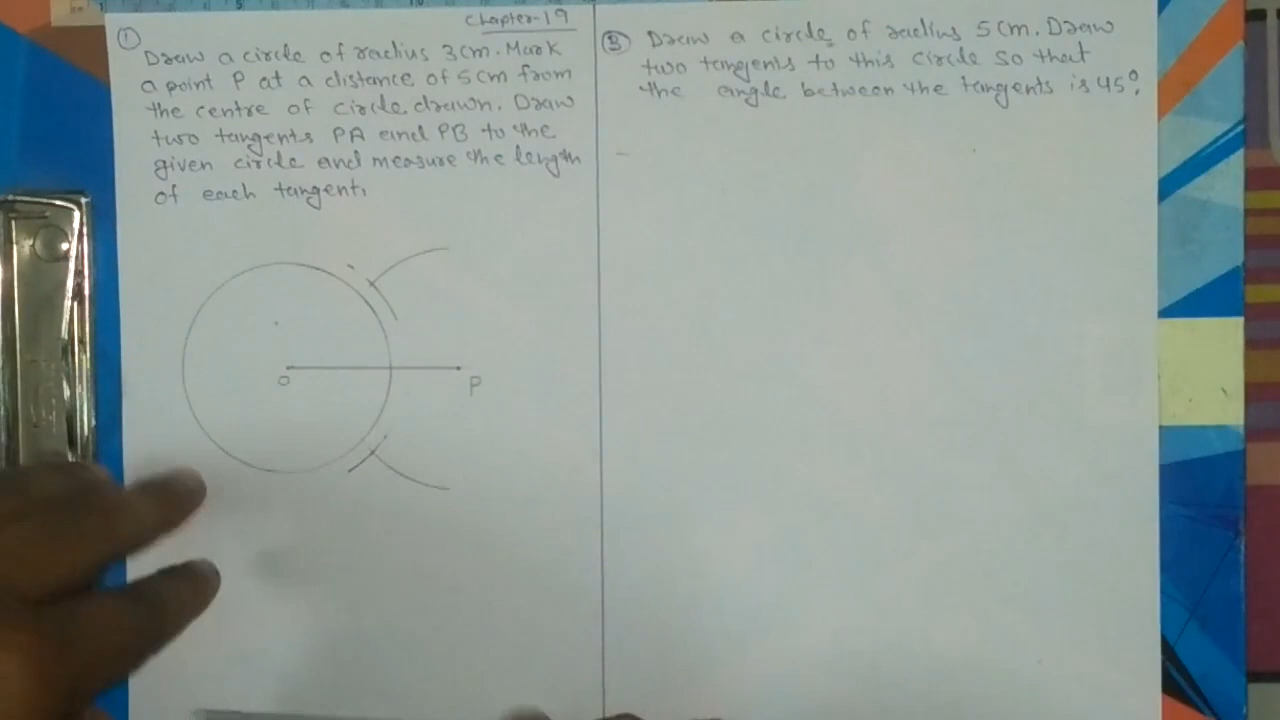 Chapter-19
①
Draw a circle of radius 3cm. Mark
a point P at a distance of 5cm from
the centre of circle drawn. Draw
two tangents PA and PB to the
given circle and measure the length
of each tangent.
O
P
③ Draw a circle of radius 5cm. Draw
two tangents to this circle so that
the angle between the tangents is 45°.